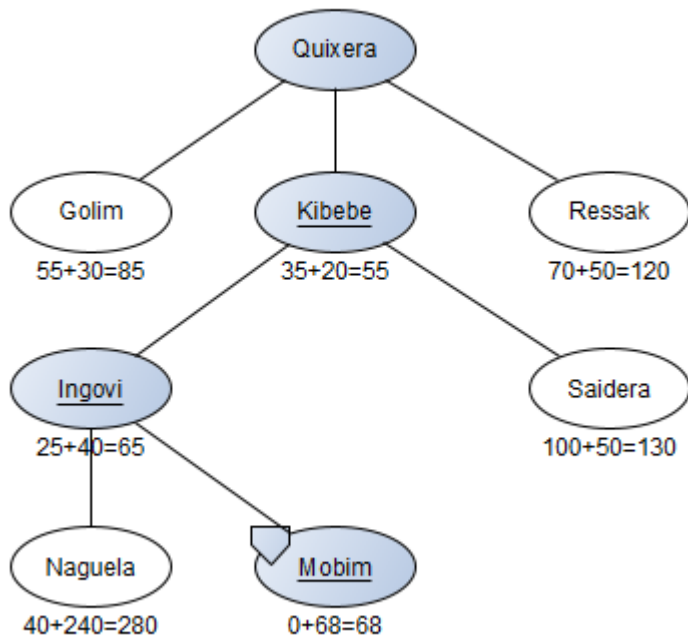 Quixera
Golim
Kibebe
Ressak
55+30=85
35+20=55
70+50=120
Ingovi
Saidera
25+40=65
100+50=130
Naguela
Mobim
40+240=280
0+68=68